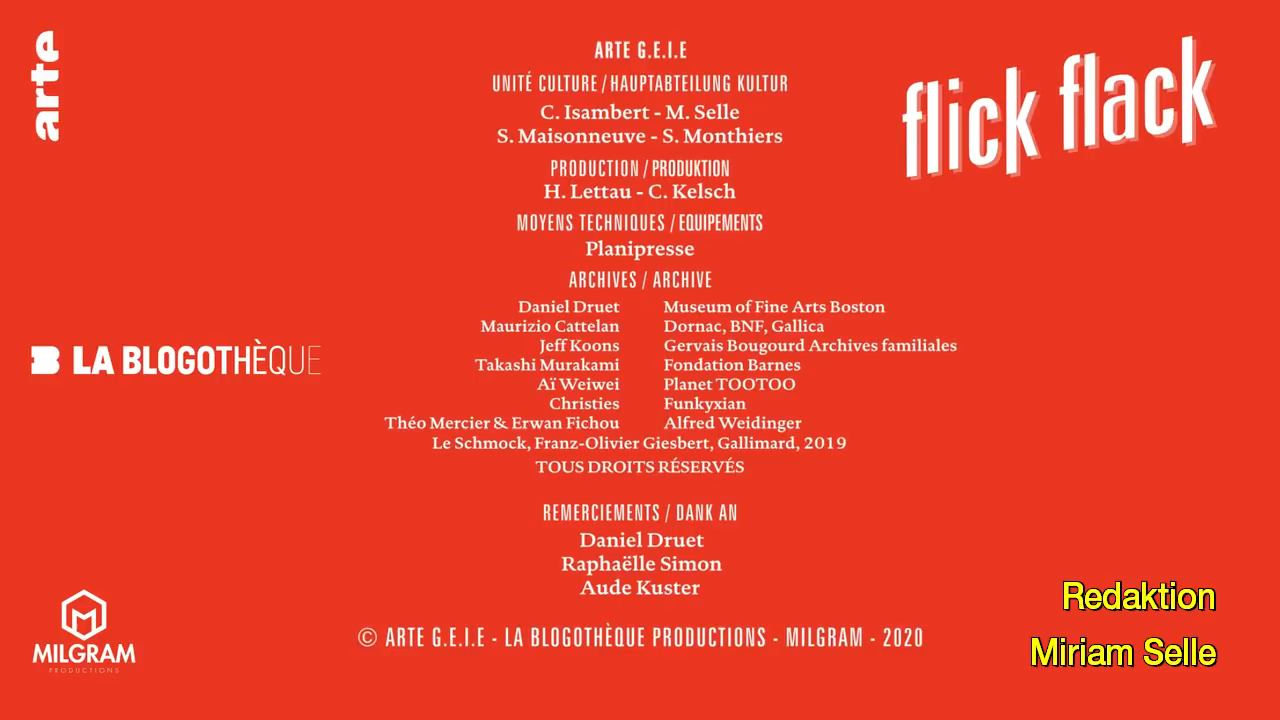 arte
flick flack
ARTE G.E.I.E
UNITÉ CULTURE / HAUPTABTEILUNG KULTUR
C. Isambert - M. Selle
S. Maisonneuve - S. Monthiers
PRODUCTION / PRODUKTION
H. Lettau - C. Kelsch
MOYENS TECHNIQUES / EQUIPEMENTS
Planipresse
ARCHIVES / ARCHIVE
Daniel Druet Museum of Fine Arts Boston
Maurizio Cattelan Dornac, BNF, Gallica
Jeff Koons Gervais Bougourd Archives familiales
Takashi Murakami Fondation Barnes
Aï Weiwei Planet TOOTOO
Christies Funkyxian
Théo Mercier & Erwan Fichou Alfred Weidinger
Le Schmock, Franz-Olivier Giesbert, Gallimard, 2019
TOUS DROITS RÉSERVÉS
B LA BLOGOTHÈQUE
REMERCIEMENTS / DANK AN
Daniel Druet
Raphaëlle Simon
Aude Kuster
© ARTE G.E.I.E - LA BLOGOTHÈQUE PRODUCTIONS - MILGRAM - 2020
MILGRAM
PRODUCTIONS
Redaktion
Miriam Selle